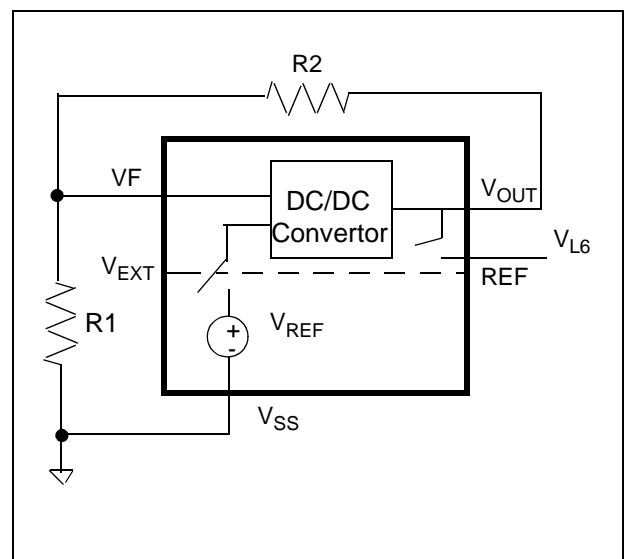 R2
VF
DC/DC
Convertor
VOUT
VL6
VEXT
REF
R1
+
-
VREF
VSS